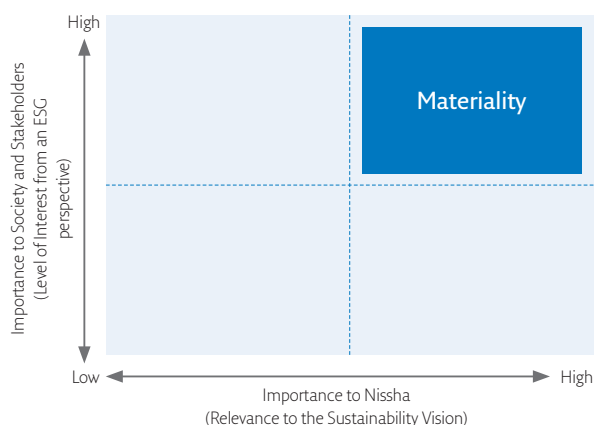 High
Importance to Society and Stakeholders
(Level of Interest from an ESG
perspective)
Materiality
Low
High
Importance to Nissha
(Relevance to the Sustainability Vision)